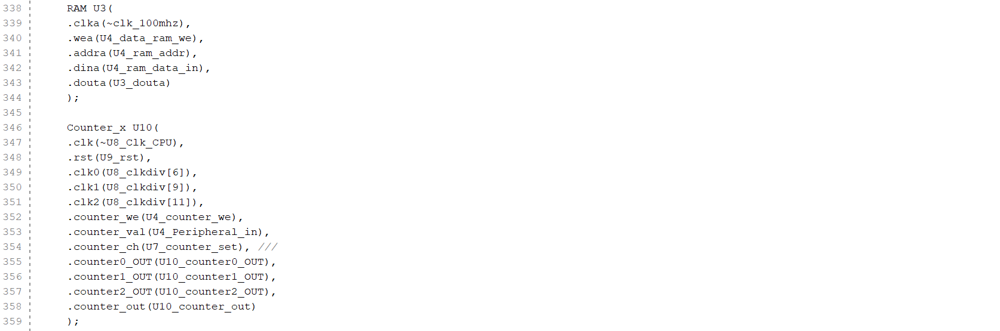 338 RAM U3(
339 .clka(~clk_100mhz),
340 .wea(U4_data_ram_we),
341 .addra(U4_ram_addr),
342 .dina(U4_ram_data_in),
343 .douta(U3_douta)
344 );
345
346 Counter_x U10(
347 .clk(~U8_Clk_CPU),
348 .rst(U9_rst),
349 .clk0(U8_clkdiv[6]),
350 .clk1(U8_clkdiv[9]),
351 .clk2(U8_clkdiv[11]),
352 .counter_we(U4_counter_we),
353 .counter_val(U4_Peripheral_in),
354 .counter_ch(U7_counter_set), ///
355 .counter0_OUT(U10_counter0_OUT),
356 .counter1_OUT(U10_counter1_OUT),
357 .counter2_OUT(U10_counter2_OUT),
358 .counter_out(U10_counter_out)
359 );